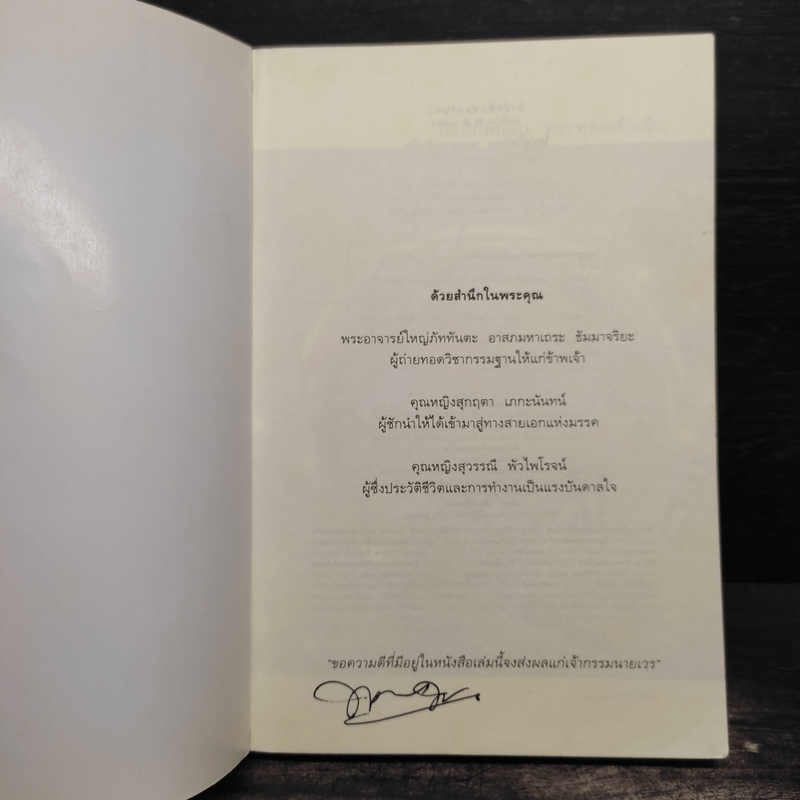 ด้วยสำนึกในพระคุณ
พระอาจารย์ใหญ่ภัททันตะ อาสภมหาเถระ ธัมมาจริยะ
ผู้ถ่ายทอดวิชากรรมฐานให้แก่ข้าพเจ้า
คุณหญิงสุกฤตา เภกะนันทน์
ผู้ชักนำให้ได้เข้ามาสู่ทางสายเอกแห่งมรรค
คุณหญิงสุวรรณี พัวไพโรจน์
ผู้ซึ่งประวัติชีวิตและการทำงานเป็นแรงบันดาลใจ
"ขอความดีที่มีอยู่ในหนังสือเล่มนี้จงส่งผลแก่เจ้ากรรมนายเวร"